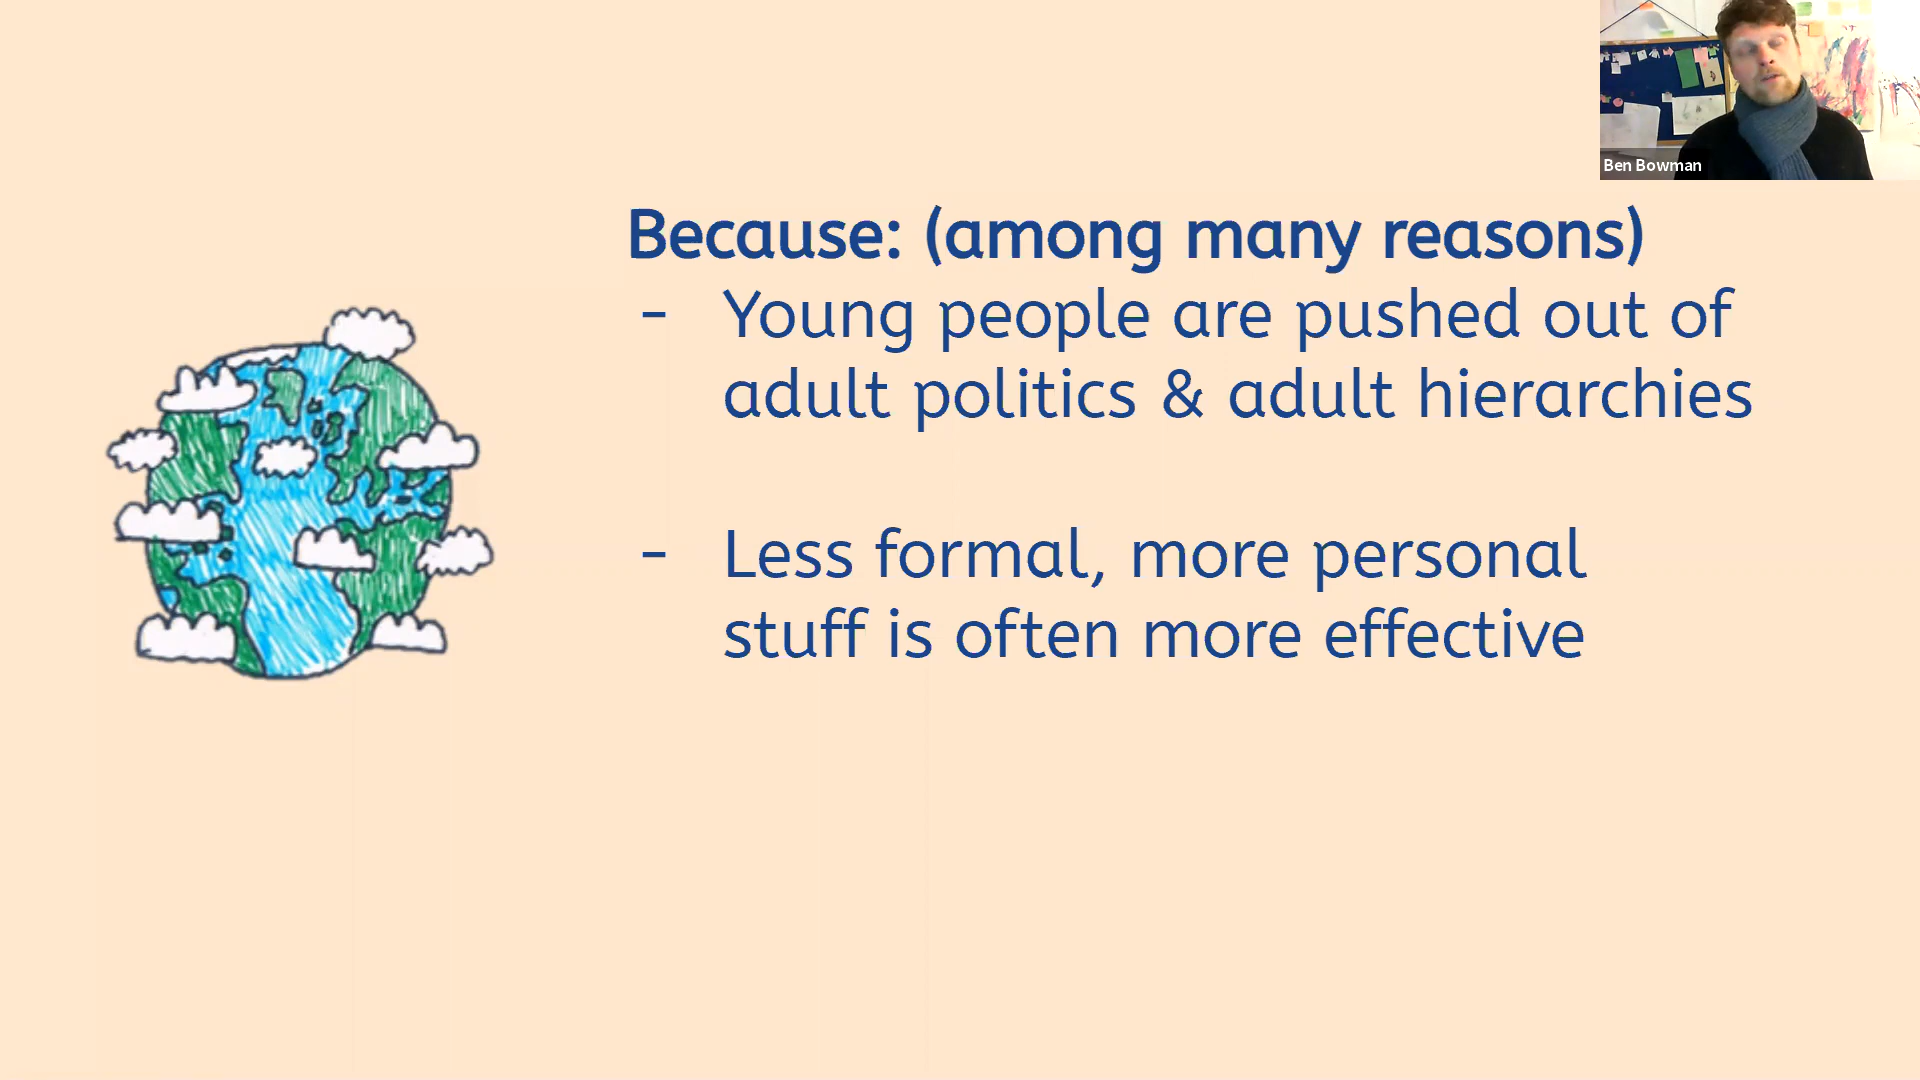 Ben Bowman
Because: (among many reasons)
- Young people are pushed out of
adult politics & adult hierarchies
- Less formal, more personal
stuff is often more effective